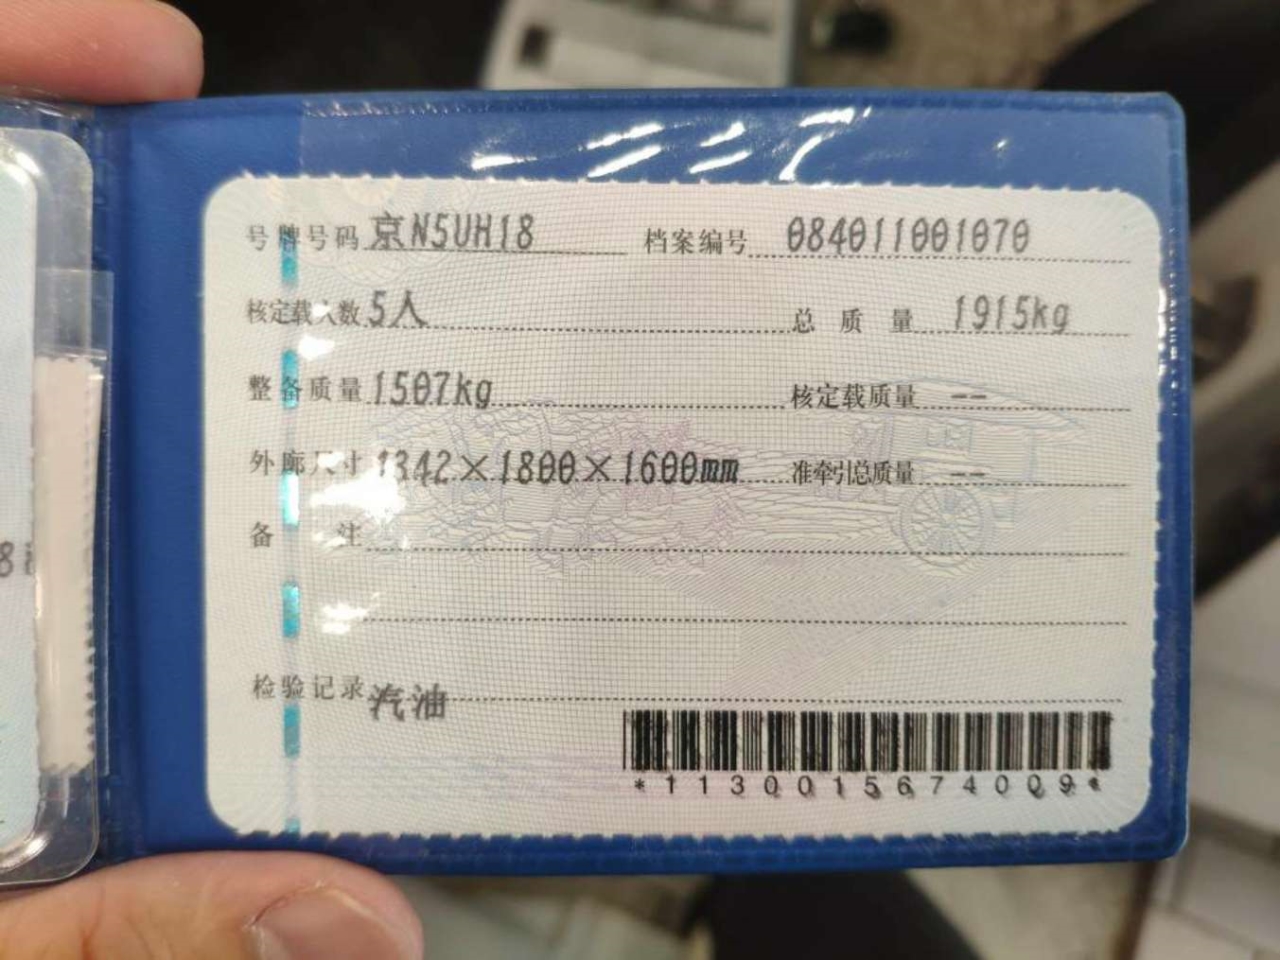 号牌号码 京N5UH18 档案编号 084011001070
核定载人数 5人 总质量 1915kg
整备质量 1507kg 核定载质量 --
外廓尺寸 1342×1800×1600mm 准牵引总质量 --
备注
检验记录 汽油
*1130015674009*